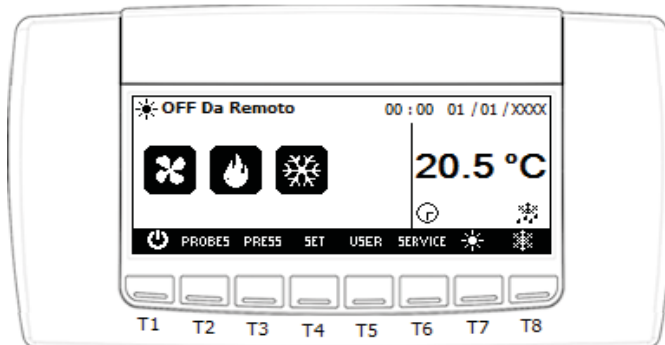 OFF Da Remoto 00 : 00 01 / 01 / XXXX
20.5 °C
PROBES PRESS SET USER SERVICE
T1 T2 T3 T4 T5 T6 T7 T8